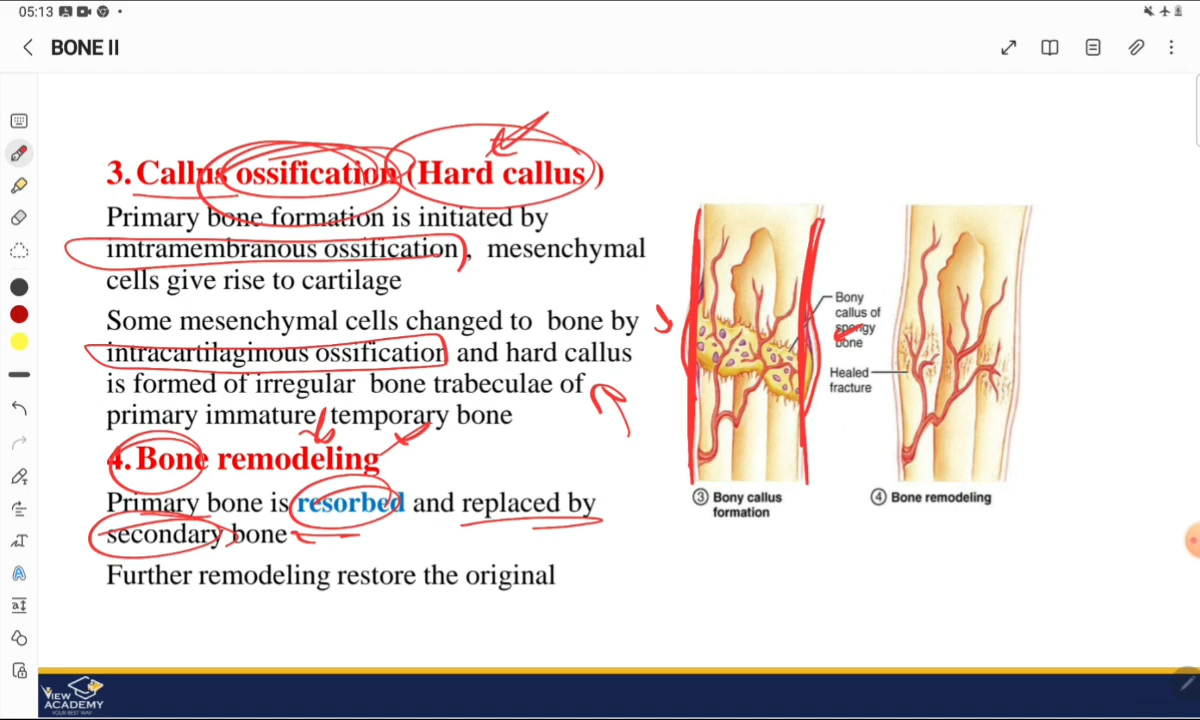 05:13
BONE II
3. Callus ossification (Hard callus)
Primary bone formation is initiated by
imtramembranous ossification, mesenchymal
cells give rise to cartilage
Some mesenchymal cells changed to bone by
intracartilaginous ossification and hard callus
is formed of irregular bone trabeculae of
primary immature temporary bone
4. Bone remodeling
Primary bone is resorbed and replaced by
secondary bone
Further remodeling restore the original
Bony
callus of
spongy
bone
Healed
fracture
3 Bony callus
formation
4 Bone remodeling
VIEW
ACADEMY
YOUR BEST WAY